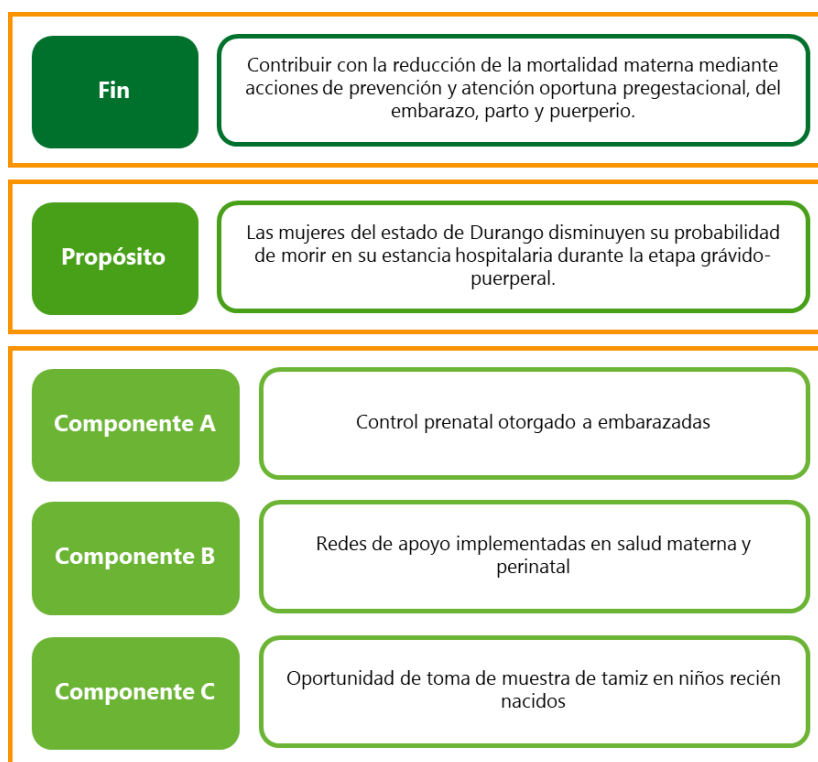 Fin
Contribuir con la reducción de la mortalidad materna mediante
acciones de prevención y atención oportuna pregestacional, del
embarazo, parto y puerperio.
Propósito
Las mujeres del estado de Durango disminuyen su probabilidad
de morir en su estancia hospitalaria durante la etapa grávido-
puerperal.
Componente A
Control prenatal otorgado a embarazadas
Componente B
Redes de apoyo implementadas en salud materna y
perinatal
Componente C
Oportunidad de toma de muestra de tamiz en niños recién
nacidos